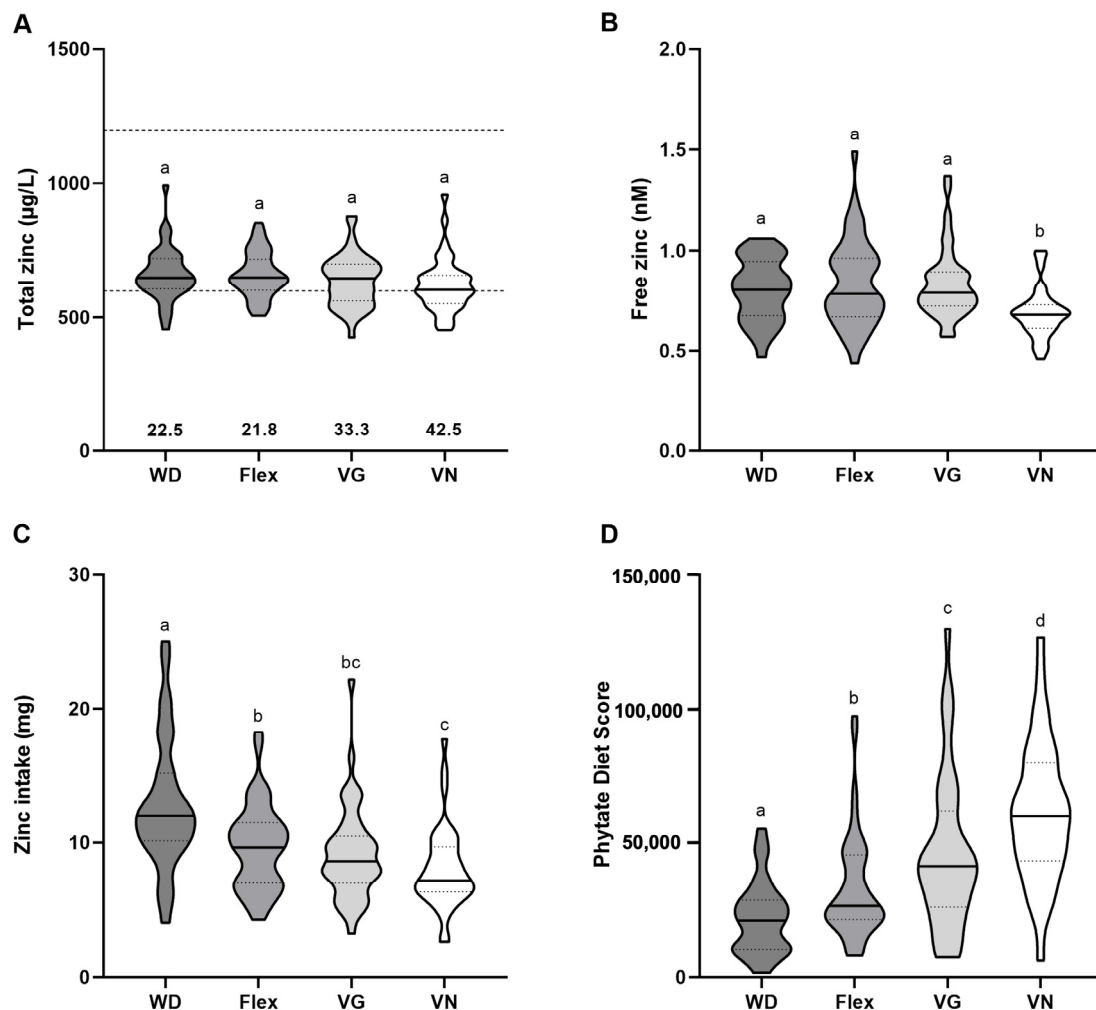 A
Total zinc (µg/L)
1500
1000
500
0
a
a
a
a
22.5 21.8 33.3 42.5
WD Flex VG VN
B
Free zinc (nM)
2.0
1.5
1.0
0.5
0.0
a
a
a
b
WD Flex VG VN
C
Zinc intake (mg)
30
20
10
0
a
b
bc
c
WD Flex VG VN
D
Phytate Diet Score
150,000
100,000
50,000
0
a
b
c
d
WD Flex VG VN